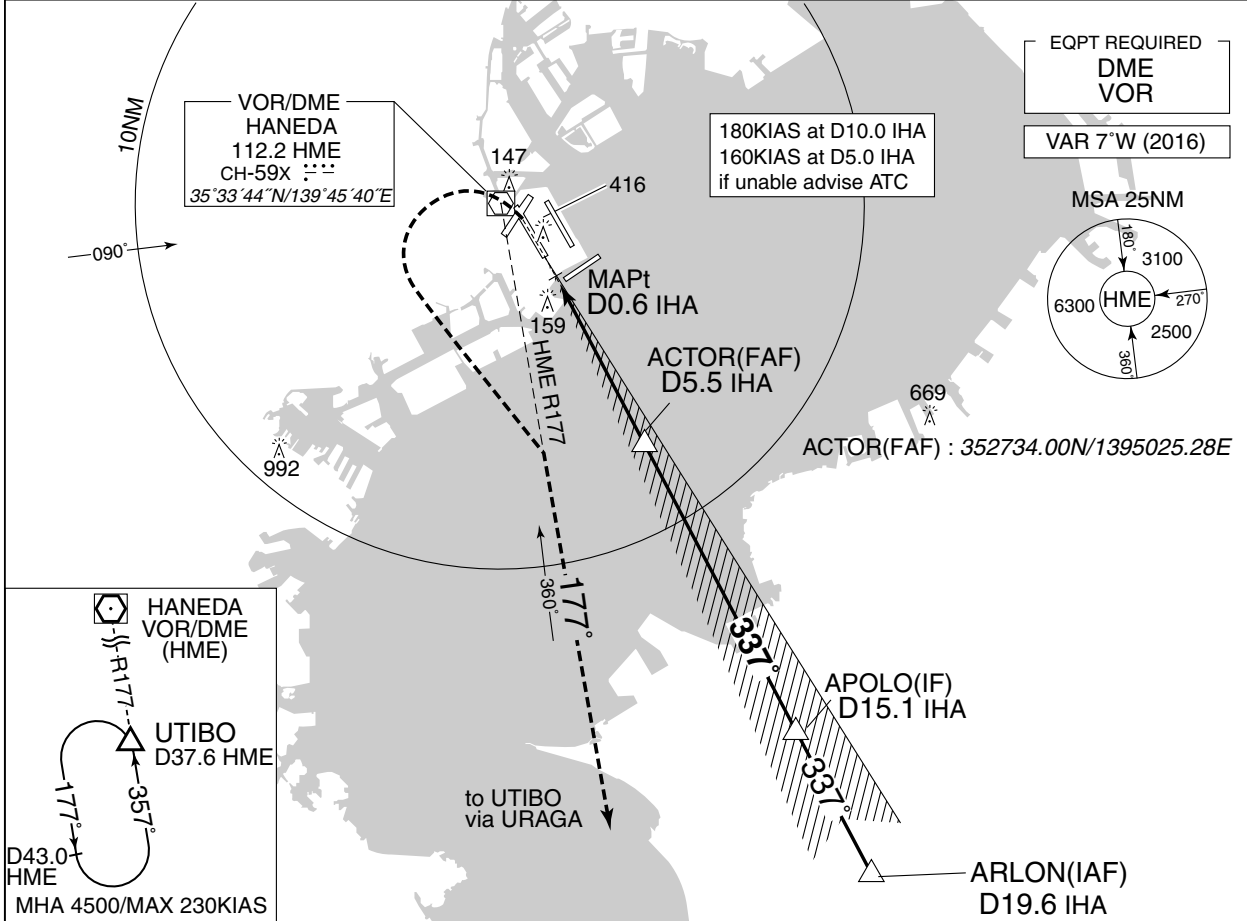 10NM
VOR/DME
HANEDA
112.2 HME
CH-59X
35°33´44˝N/139°45´40˝E
090°
147
416
180KIAS at D10.0 IHA
160KIAS at D5.0 IHA
if unable advise ATC
EQPT REQUIRED
DME
VOR
VAR 7°W (2016)
MSA 25NM
180°
3100
HME
6300
270°
2500
360°
MAPt
D0.6 IHA
159
HME R177
ACTOR(FAF)
D5.5 IHA
669
ACTOR(FAF) : 352734.00N/1395025.28E
992
360°
177°
337°
APOLO(IF)
D15.1 IHA
337°
to UTIBO
via URAGA
ARLON(IAF)
D19.6 IHA
HANEDA
VOR/DME
(HME)
R177
UTIBO
D37.6 HME
177°
357°
D43.0
HME
MHA 4500/MAX 230KIAS